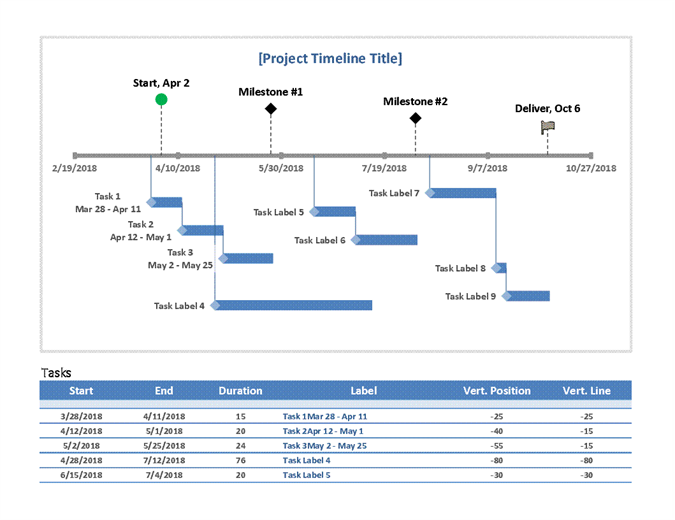 [Project Timeline Title]
Start, Apr 2
Milestone #1
Milestone #2
Deliver, Oct 6
2/19/2018 4/10/2018 5/30/2018 7/19/2018 9/7/2018 10/27/2018
Task 1
Mar 28 - Apr 11
Task 2
Apr 12 - May 1
Task 3
May 2 - May 25
Task Label 4
Task Label 5
Task Label 6
Task Label 7
Task Label 8
Task Label 9
Tasks
Start End Duration Label Vert. Position Vert. Line
3/28/2018 4/11/2018 15 Task 1Mar 28 - Apr 11 -25 -25
4/12/2018 5/1/2018 20 Task 2Apr 12 - May 1 -40 -15
5/2/2018 5/25/2018 24 Task 3May 2 - May 25 -55 -15
4/28/2018 7/12/2018 76 Task Label 4 -80 -80
6/15/2018 7/4/2018 20 Task Label 5 -30 -30